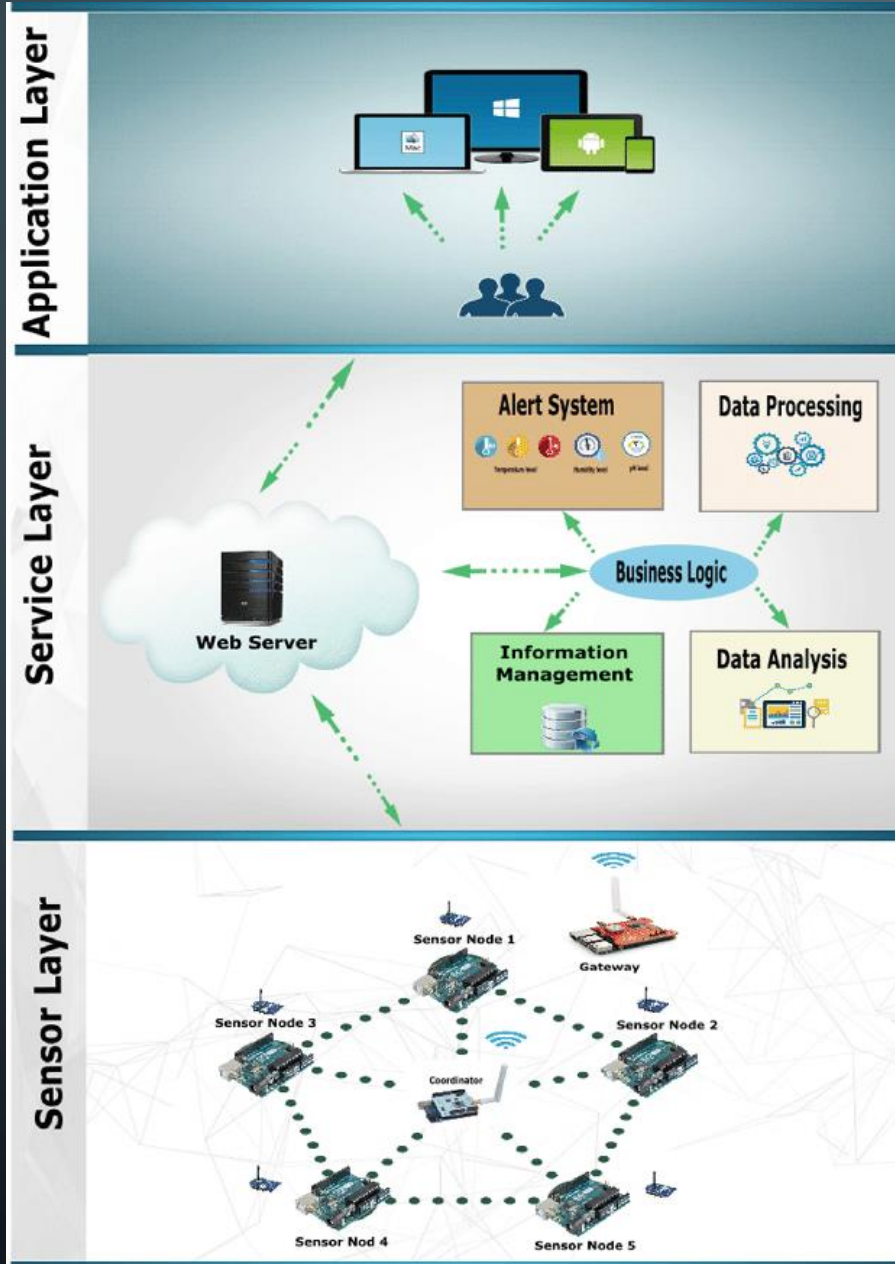 Application Layer
Mac
Service Layer
Alert System
Temperature level
Humidity level
pH level
Data Processing
Business Logic
Web Server
Information
Management
Data Analysis
Sensor Layer
Sensor Node 1
Gateway
Sensor Node 3
Sensor Node 2
Coordinator
Sensor Nod 4
Sensor Node 5